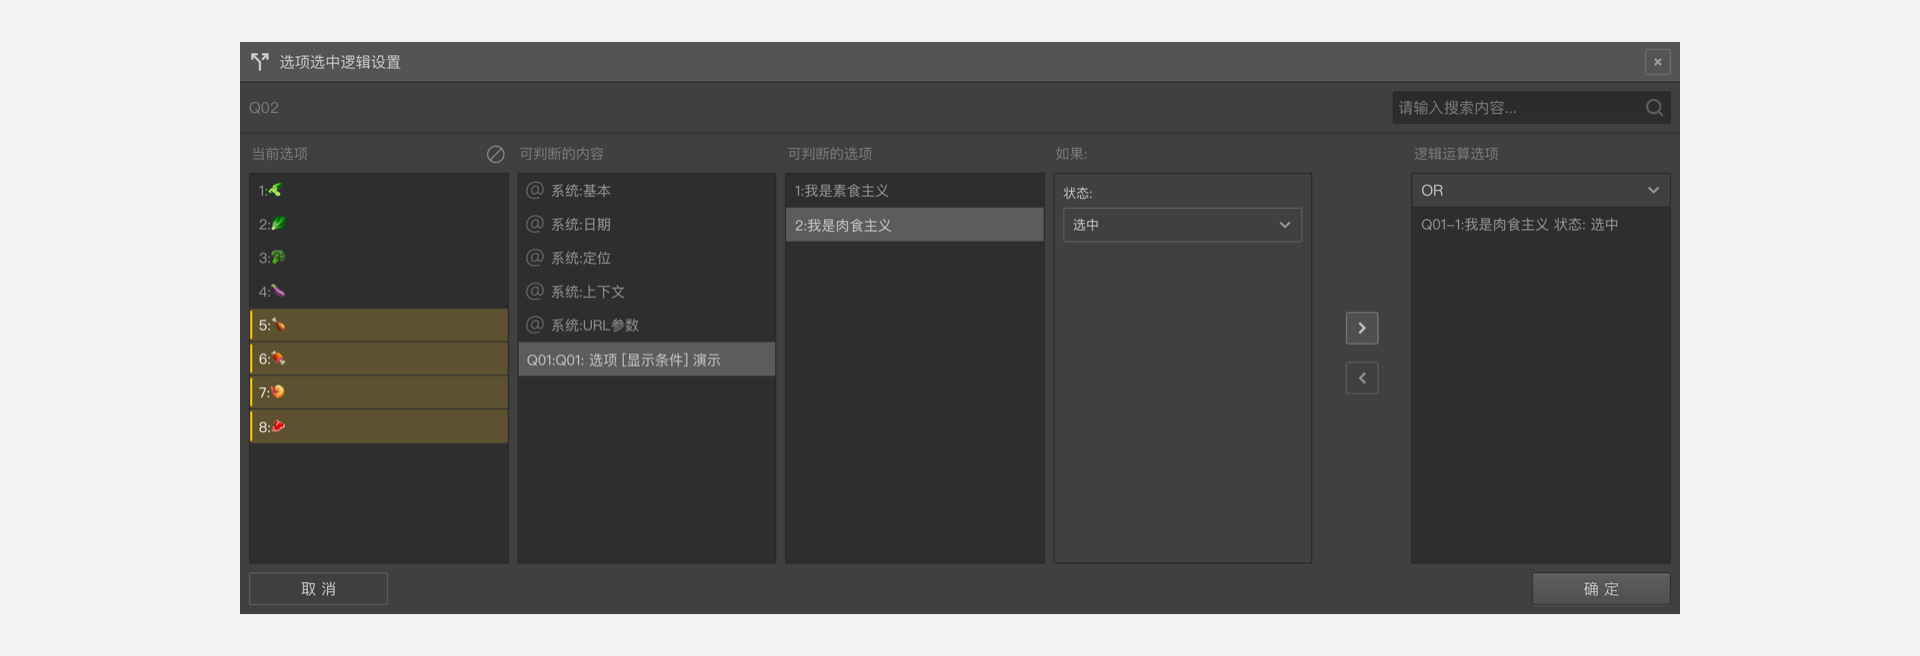 选项选中逻辑设置
Q02
请输入搜索内容...
当前选项
可判断的内容
可判断的选项
如果:
逻辑运算选项
1:🥑
2:🥬
3:🥦
4:🍆
5:🍗
6:🍖
7:🍤
8:🥩
@ 系统:基本
@ 系统:日期
@ 系统:定位
@ 系统:上下文
@ 系统:URL参数
Q01:Q01: 选项 [显示条件] 演示
1:我是素食主义
2:我是肉食主义
状态:
选中
OR
Q01-1:我是肉食主义 状态: 选中
取 消
确 定